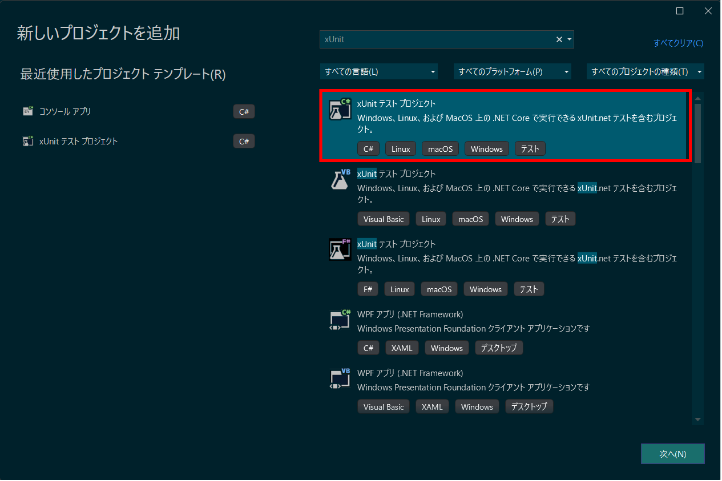 新しいプロジェクトを追加
xUnit
すべてクリア(C)
最近使用したプロジェクト テンプレート(R)
すべての言語(L)
すべてのプラットフォーム(P)
すべてのプロジェクトの種類(T)
コンソール アプリ
C#
xUnit テスト プロジェクト
C#
xUnit テスト プロジェクト
Windows、Linux、および MacOS 上の .NET Core で実行できる xUnit.net テストを含むプロジェ
クト。
C#
Linux
macOS
Windows
テスト
xUnit テスト プロジェクト
Windows、Linux、および MacOS 上の .NET Core で実行できる xUnit.net テストを含むプロジェ
クト。
Visual Basic
Linux
macOS
Windows
テスト
xUnit テスト プロジェクト
Windows、Linux、および MacOS 上の .NET Core で実行できる xUnit.net テストを含むプロジェ
クト。
F#
Linux
macOS
Windows
テスト
WPF アプリ (.NET Framework)
Windows Presentation Foundation クライアント アプリケーションです
C#
XAML
Windows
デスクトップ
WPF アプリ (.NET Framework)
Windows Presentation Foundation クライアント アプリケーションです
Visual Basic
XAML
Windows
デスクトップ
次へ(N)